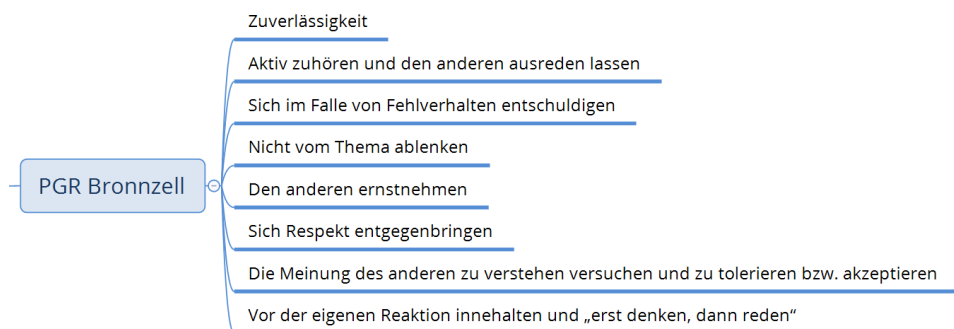 Zuverlässigkeit
Aktiv zuhören und den anderen ausreden lassen
Sich im Falle von Fehlverhalten entschuldigen
Nicht vom Thema ablenken
PGR Bronnzell
Den anderen ernstnehmen
Sich Respekt entgegenbringen
Die Meinung des anderen zu verstehen versuchen und zu tolerieren bzw. akzeptieren
Vor der eigenen Reaktion innehalten und „erst denken, dann reden“